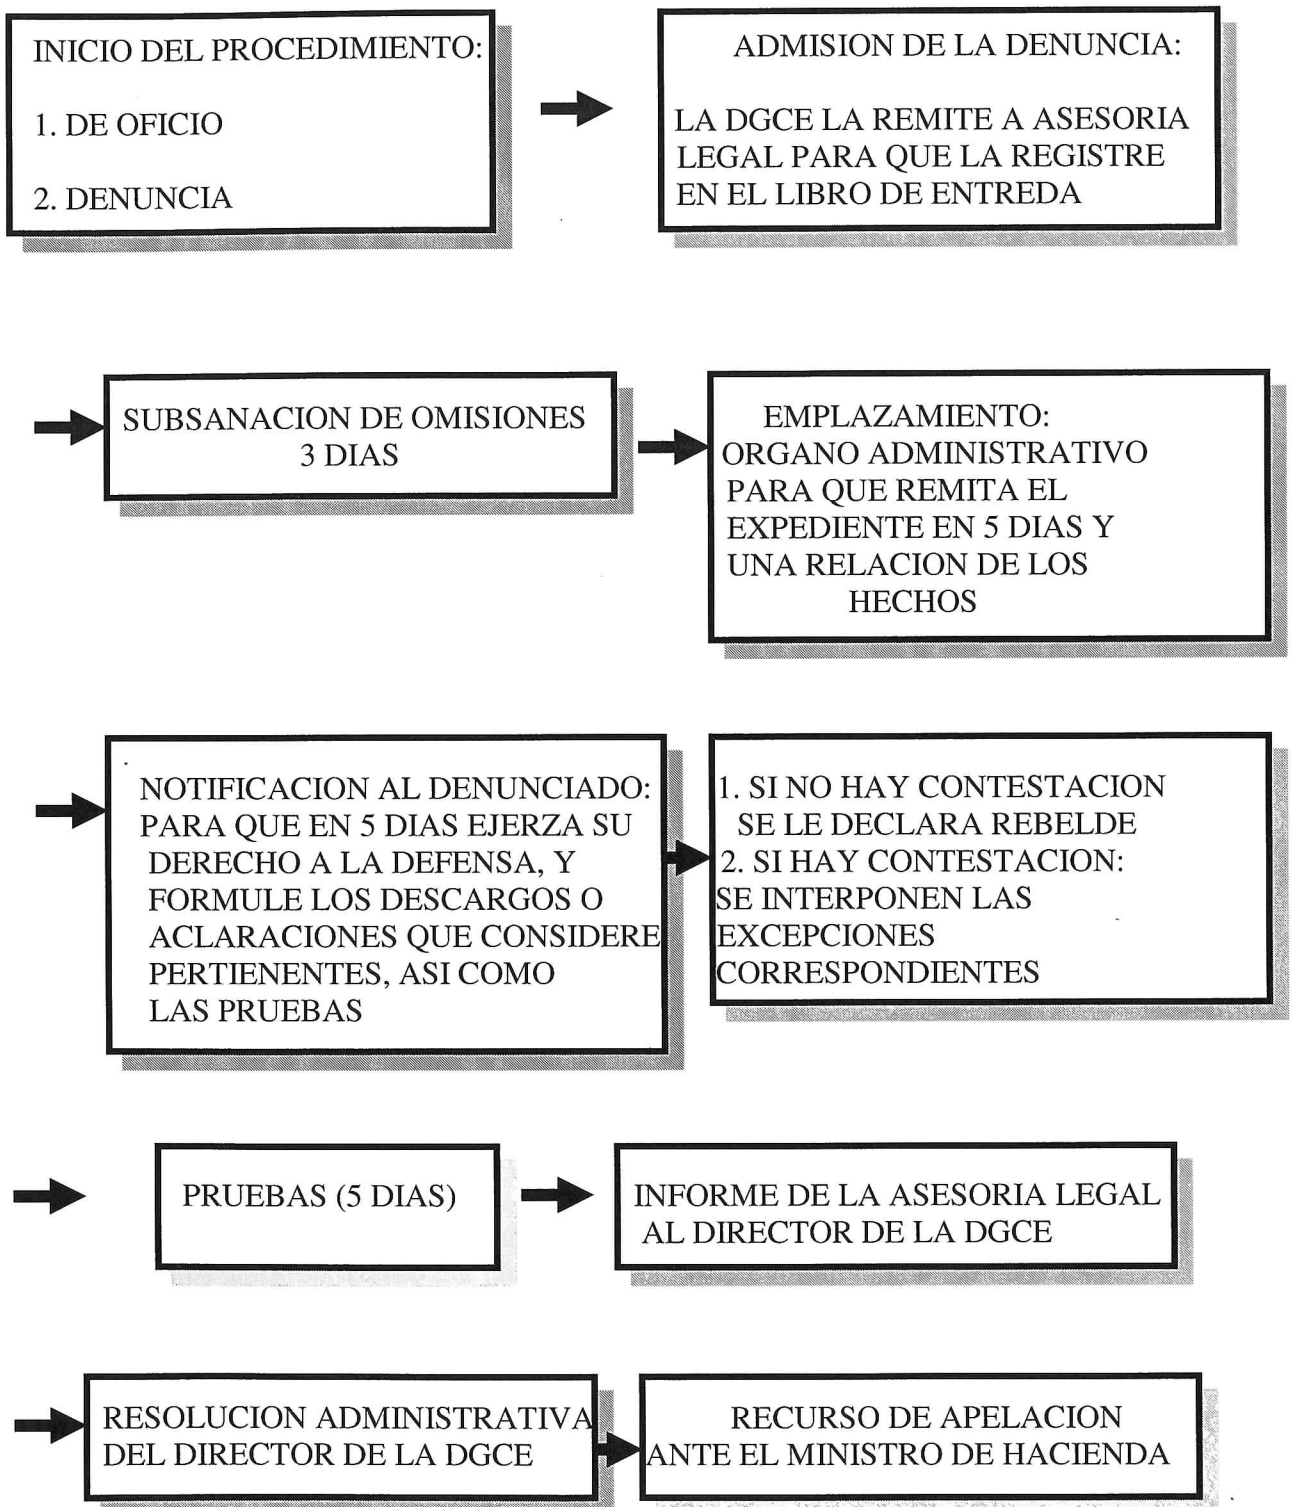 INICIO DEL PROCEDIMIENTO:
1. DE OFICIO
2. DENUNCIA
ADMISION DE LA DENUNCIA:
LA DGCE LA REMITE A ASESORIA
LEGAL PARA QUE LA REGISTRE
EN EL LIBRO DE ENTREDA
SUBSANACION DE OMISIONES
3 DIAS
EMPLAZAMIENTO:
ORGANO ADMINISTRATIVO
PARA QUE REMITA EL
EXPEDIENTE EN 5 DIAS Y
UNA RELACION DE LOS
HECHOS
NOTIFICACION AL DENUNCIADO:
PARA QUE EN 5 DIAS EJERZA SU
DERECHO A LA DEFENSA, Y
FORMULE LOS DESCARGOS O
ACLARACIONES QUE CONSIDERE
PERTIENENTES, ASI COMO
LAS PRUEBAS
1. SI NO HAY CONTESTACION
SE LE DECLARA REBELDE
2. SI HAY CONTESTACION:
SE INTERPONEN LAS
EXCEPCIONES
CORRESPONDIENTES
PRUEBAS (5 DIAS)
INFORME DE LA ASESORIA LEGAL
AL DIRECTOR DE LA DGCE
RESOLUCION ADMINISTRATIVA
DEL DIRECTOR DE LA DGCE
RECURSO DE APELACION
ANTE EL MINISTRO DE HACIENDA